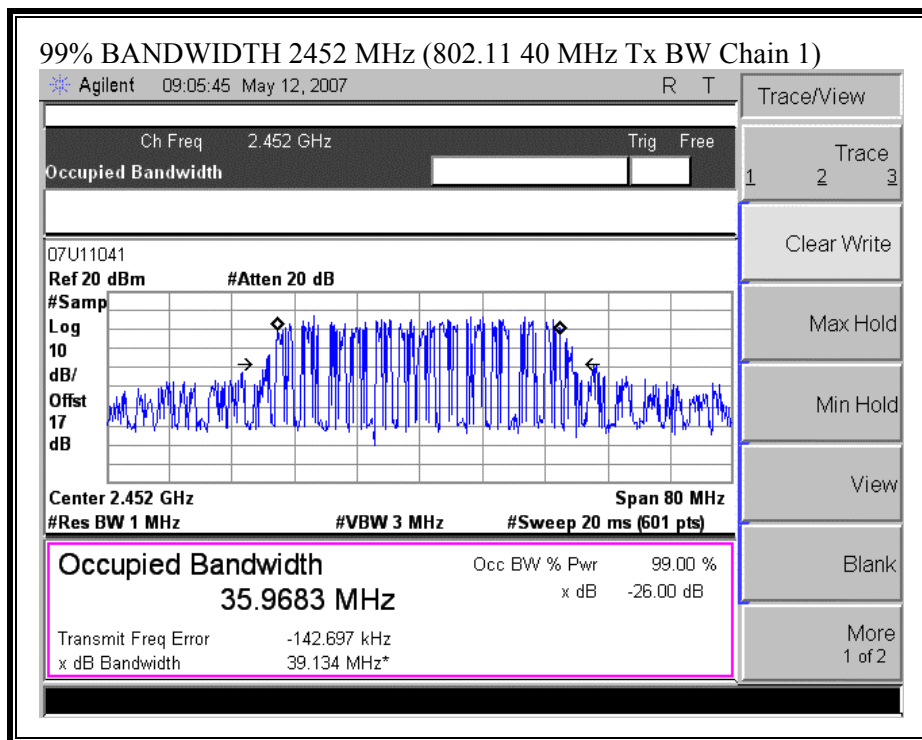 99% BANDWIDTH 2452 MHz (802.11 40 MHz Tx BW Chain 1)
Agilent 09:05:45 May 12, 2007 R T
Trace/View
Ch Freq 2.452 GHz Trig Free
Occupied Bandwidth
Trace
1 2 3
Clear Write
Max Hold
Min Hold
View
Blank
More
1 of 2
07U11041
Ref 20 dBm #Atten 20 dB
#Samp
Log
10
dB/
Offst
17
dB
Center 2.452 GHz Span 80 MHz
#Res BW 1 MHz #VBW 3 MHz #Sweep 20 ms (601 pts)
Occupied Bandwidth Occ BW % Pwr 99.00 %
35.9683 MHz x dB -26.00 dB
Transmit Freq Error -142.697 kHz
x dB Bandwidth 39.134 MHz*